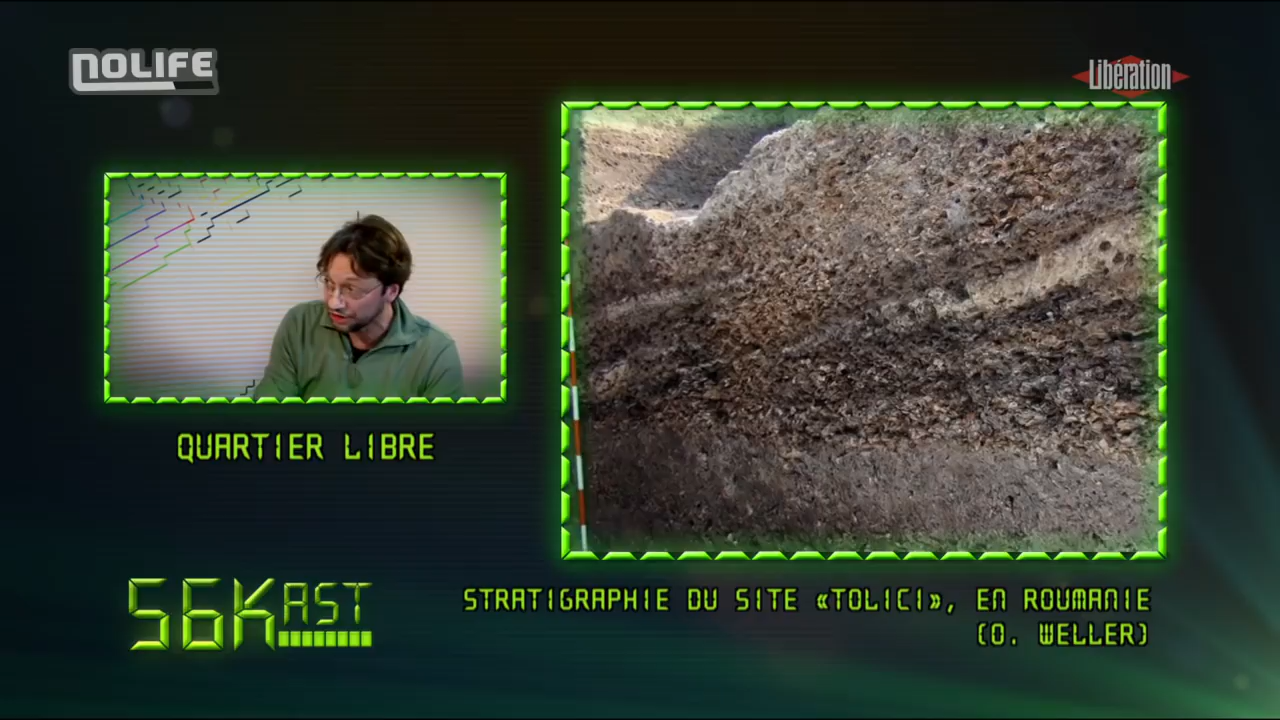 NOLIFE
Libération
QUARTIER LIBRE
56KAST
STRATIGRAPHIE DU SITE «TOLICI», EN ROUMANIE
(O. WELLER)